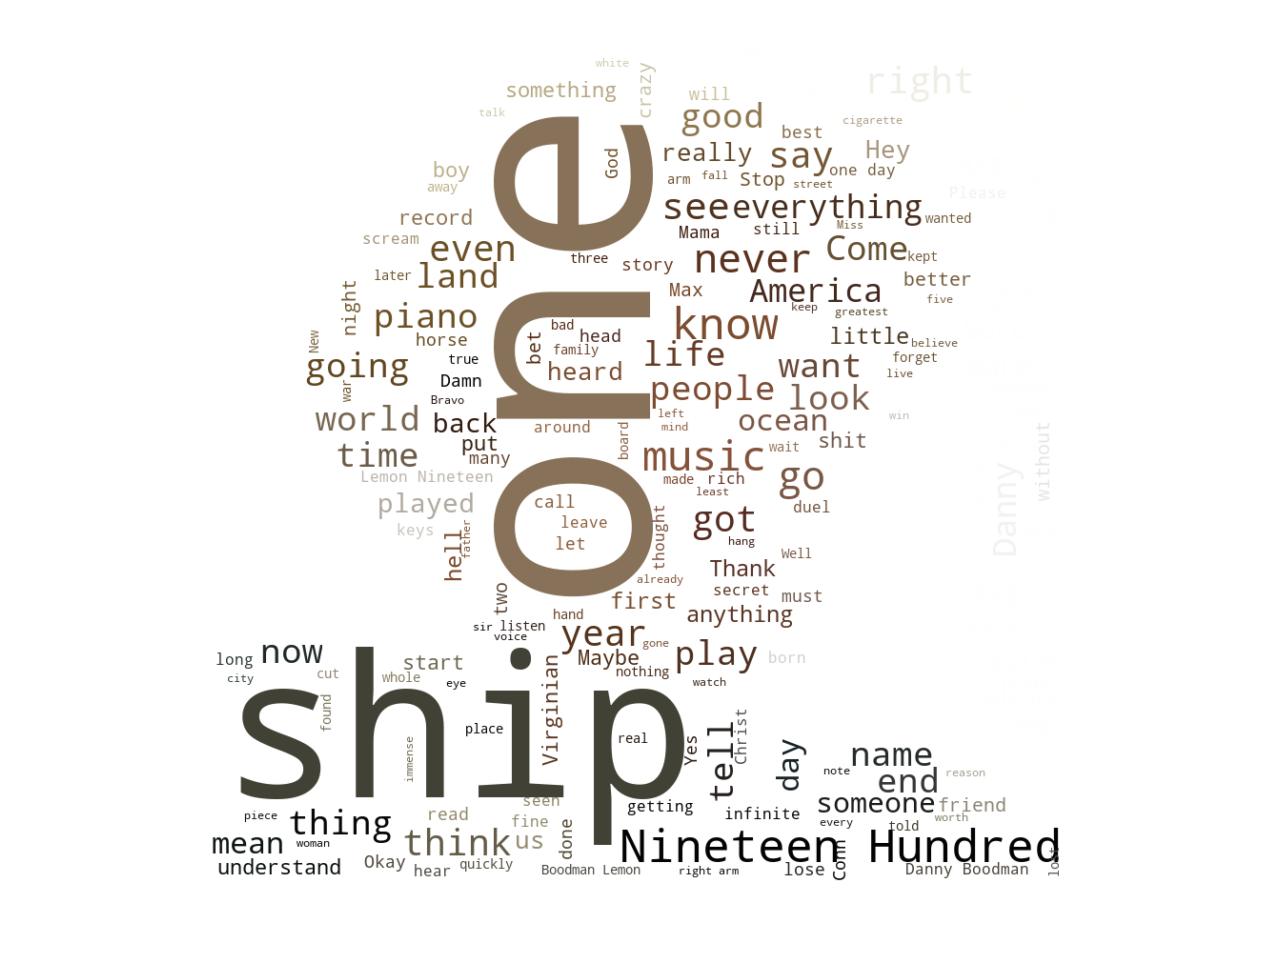 white
something
crazy
right
talk
will
good
cigarette
best
really
say
Hey
God
boy
away
arm
fall
Stop
street
one day
Please
record
see
everything
wanted
scream
even
Mama
still
Miss
Come
kept
one
three
story
never
later
land
better
night
Max
America
five
piano
keep
greatest
New
horse
bet
bad
head
know
little
believe
going
true
family
life
want
forget
war
Damn
heard
people
look
live
Bravo
world
back
around
left
mind
ocean
win
board
put
time
many
music
wait
shit
without
Lemon Nineteen
made
rich
go
least
played
call
duel
Danny
keys
leave
got
father
let
thought
hang
hell
Well
already
Thank
two
first
secret
must
hand
anything
sir
listen
voice
year
gone
long
now
start
Maybe
play
born
city
cut
whole
eye
nothing
watch
ship
Virginian
found
place
real
Yes
Christ
immense
tell
day
name
note
end
reason
seen
getting
infinite
someone
friend
piece
thing
read
fine
every
told
worth
mean
woman
think
us
done
Nineteen Hundred
understand
Okay
hear
quickly
Boodman Lemon
right arm
lose
Conn
Danny Boodman
lost